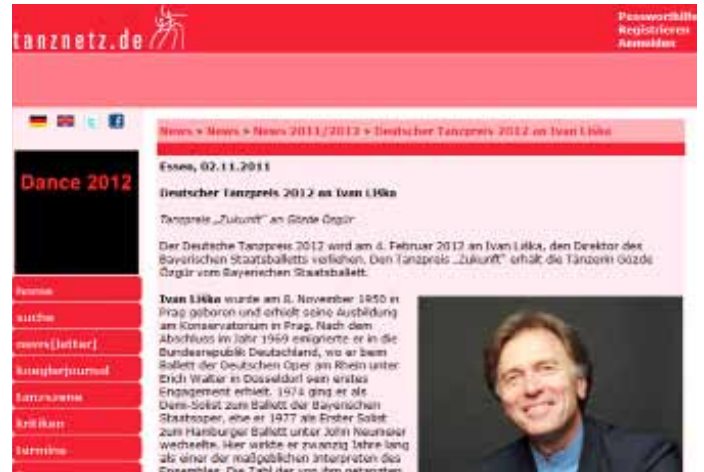 tanznetz.de
Passworthilfe
Registrieren
Anmelden
News » News » News 2011/2012 » Deutscher Tanzpreis 2012 an Ivan Liška
Dance 2012
Essen, 02.11.2011
Deutscher Tanzpreis 2012 an Ivan Liška
Tanzpreis „Zukunft“ an Gözde Özgür
Der Deutsche Tanzpreis 2012 wird am 4. Februar 2012 an Ivan Liška, den Direktor des
Bayerischen Staatsballetts verliehen. Den Tanzpreis „Zukunft“ erhält die Tänzerin Gözde
Özgür vom Bayerischen Staatsballett.
home
suche
news[letter]
koeglerjournal
tanzszene
kritiken
termine
Ivan Liška wurde am 8. November 1950 in
Prag geboren und erhielt seine Ausbildung
am Konservatorium in Prag. Nach dem
Abschluss im Jahr 1969 emigrierte er in die
Bundesrepublik Deutschland, wo er beim
Ballett der Deutschen Oper am Rhein unter
Erich Walter in Düsseldorf sein erstes
Engagement erhielt. 1974 ging er als
Demi-Solist zum Ballett der Bayerischen
Staatsoper, ehe er 1977 als Erster Solist
zum Hamburger Ballett unter John Neumeier
wechselte. Hier wirkte er zwanzig Jahre lang
als einer der maßgeblichen Interpreten des
Ensembles. Die Zahl der von ihm getanzten